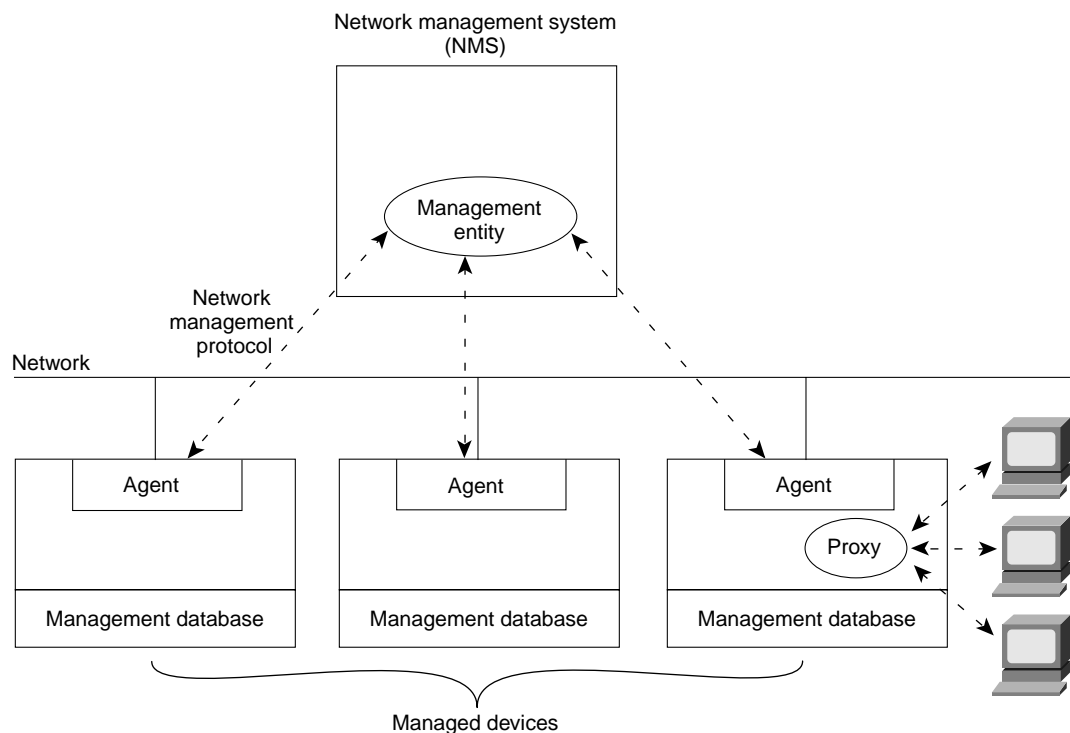 Network management system
(NMS)
Management
entity
Network
management
protocol
Network
Agent
Agent
Agent
Proxy
Management database
Management database
Management database
Managed devices